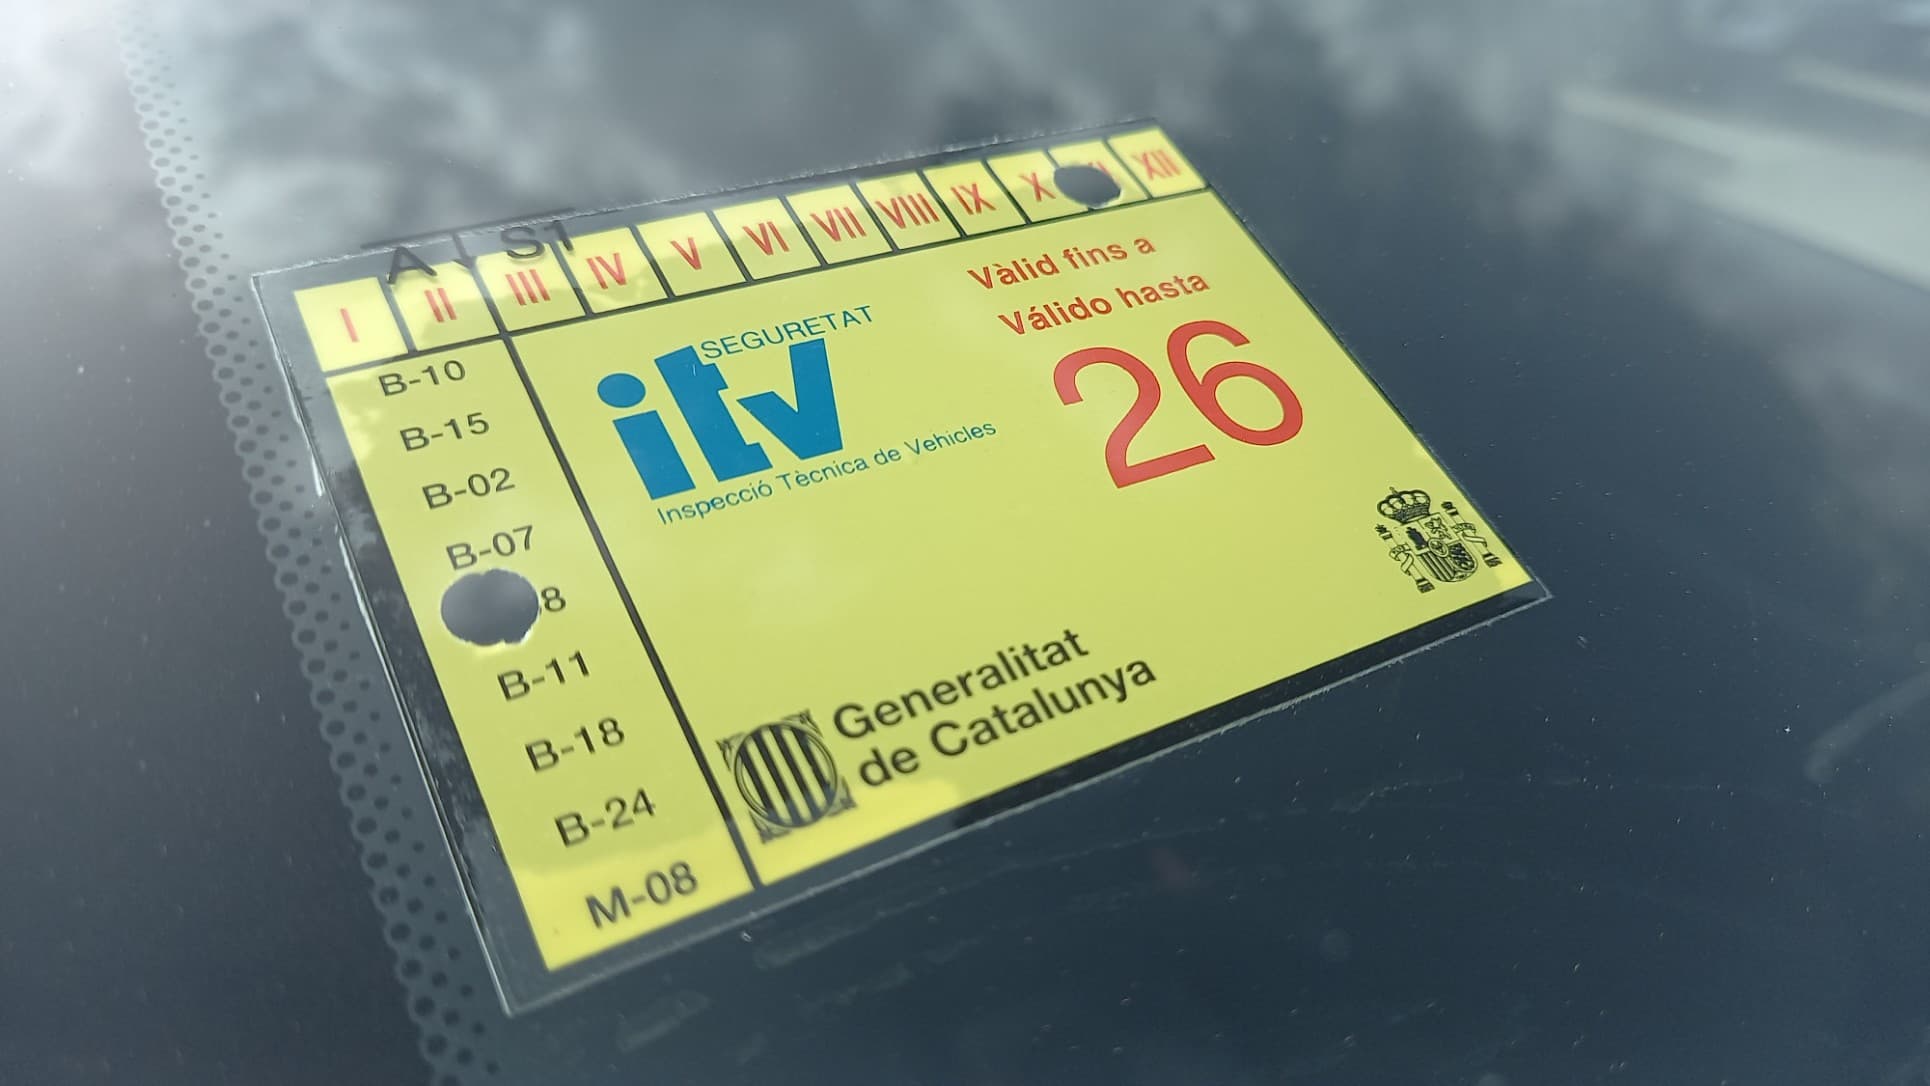 A S1
I II III IV V VI VII VIII IX X XII
Vàlid fins a
Válido hasta
26
SEGURETAT
itv
Inspecció Tècnica de Vehicles
B-10
B-15
B-02
B-07
8
B-11
B-18
B-24
M-08
Generalitat
de Catalunya